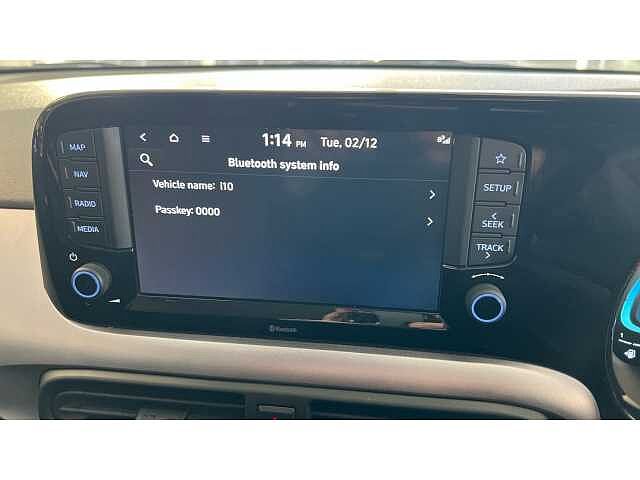 1:14 PM Tue, 02/12
Bluetooth system info
Vehicle name: i10
Passkey: 0000
MAP
NAV
RADIO
MEDIA
SETUP
SEEK
TRACK
Bluetooth